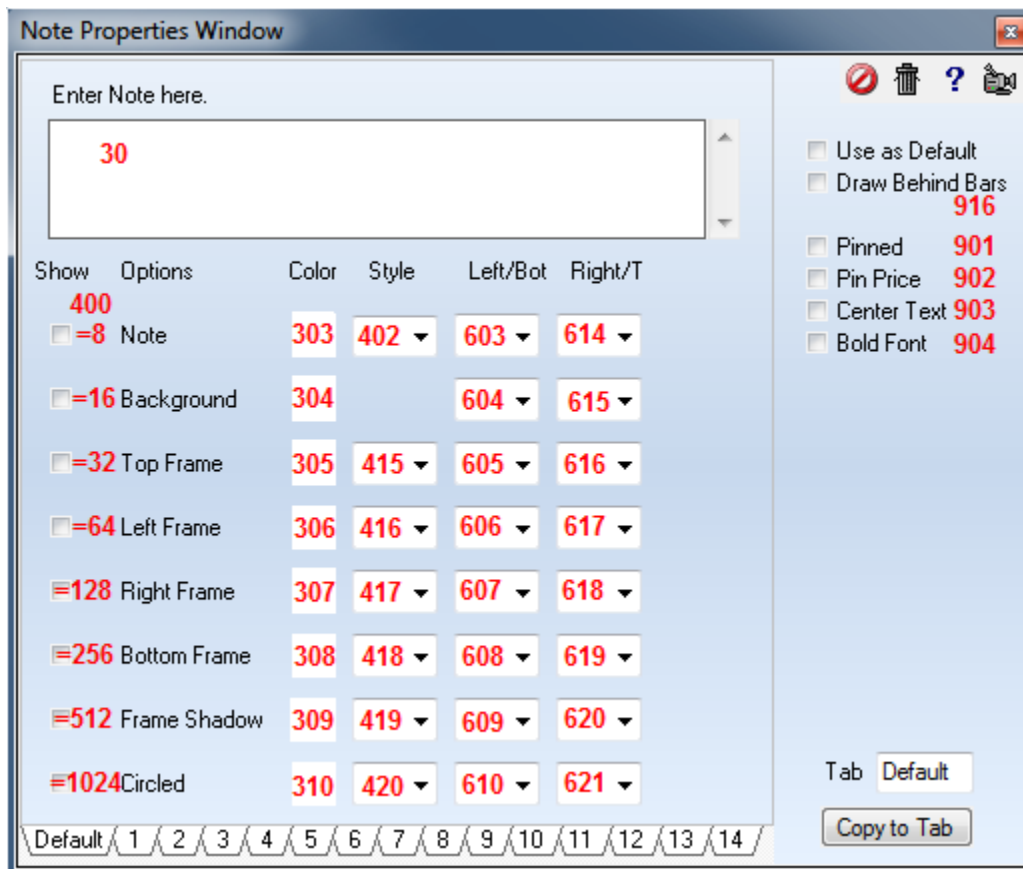 Note Properties Window
Enter Note here.
?
30
Use as Default
Draw Behind Bars
916
Pinned 901
Pin Price 902
Center Text 903
Bold Font 904
Show Options Color Style Left/Bot Right/T
400
=8 Note 303 402 603 614
=16 Background 304 604 615
=32 Top Frame 305 415 605 616
=64 Left Frame 306 416 606 617
=128 Right Frame 307 417 607 618
=256 Bottom Frame 308 418 608 619
=512 Frame Shadow 309 419 609 620
=1024 Circled 310 420 610 621
Tab Default
Copy to Tab
Default 1 2 3 4 5 6 7 8 9 10 11 12 13 14